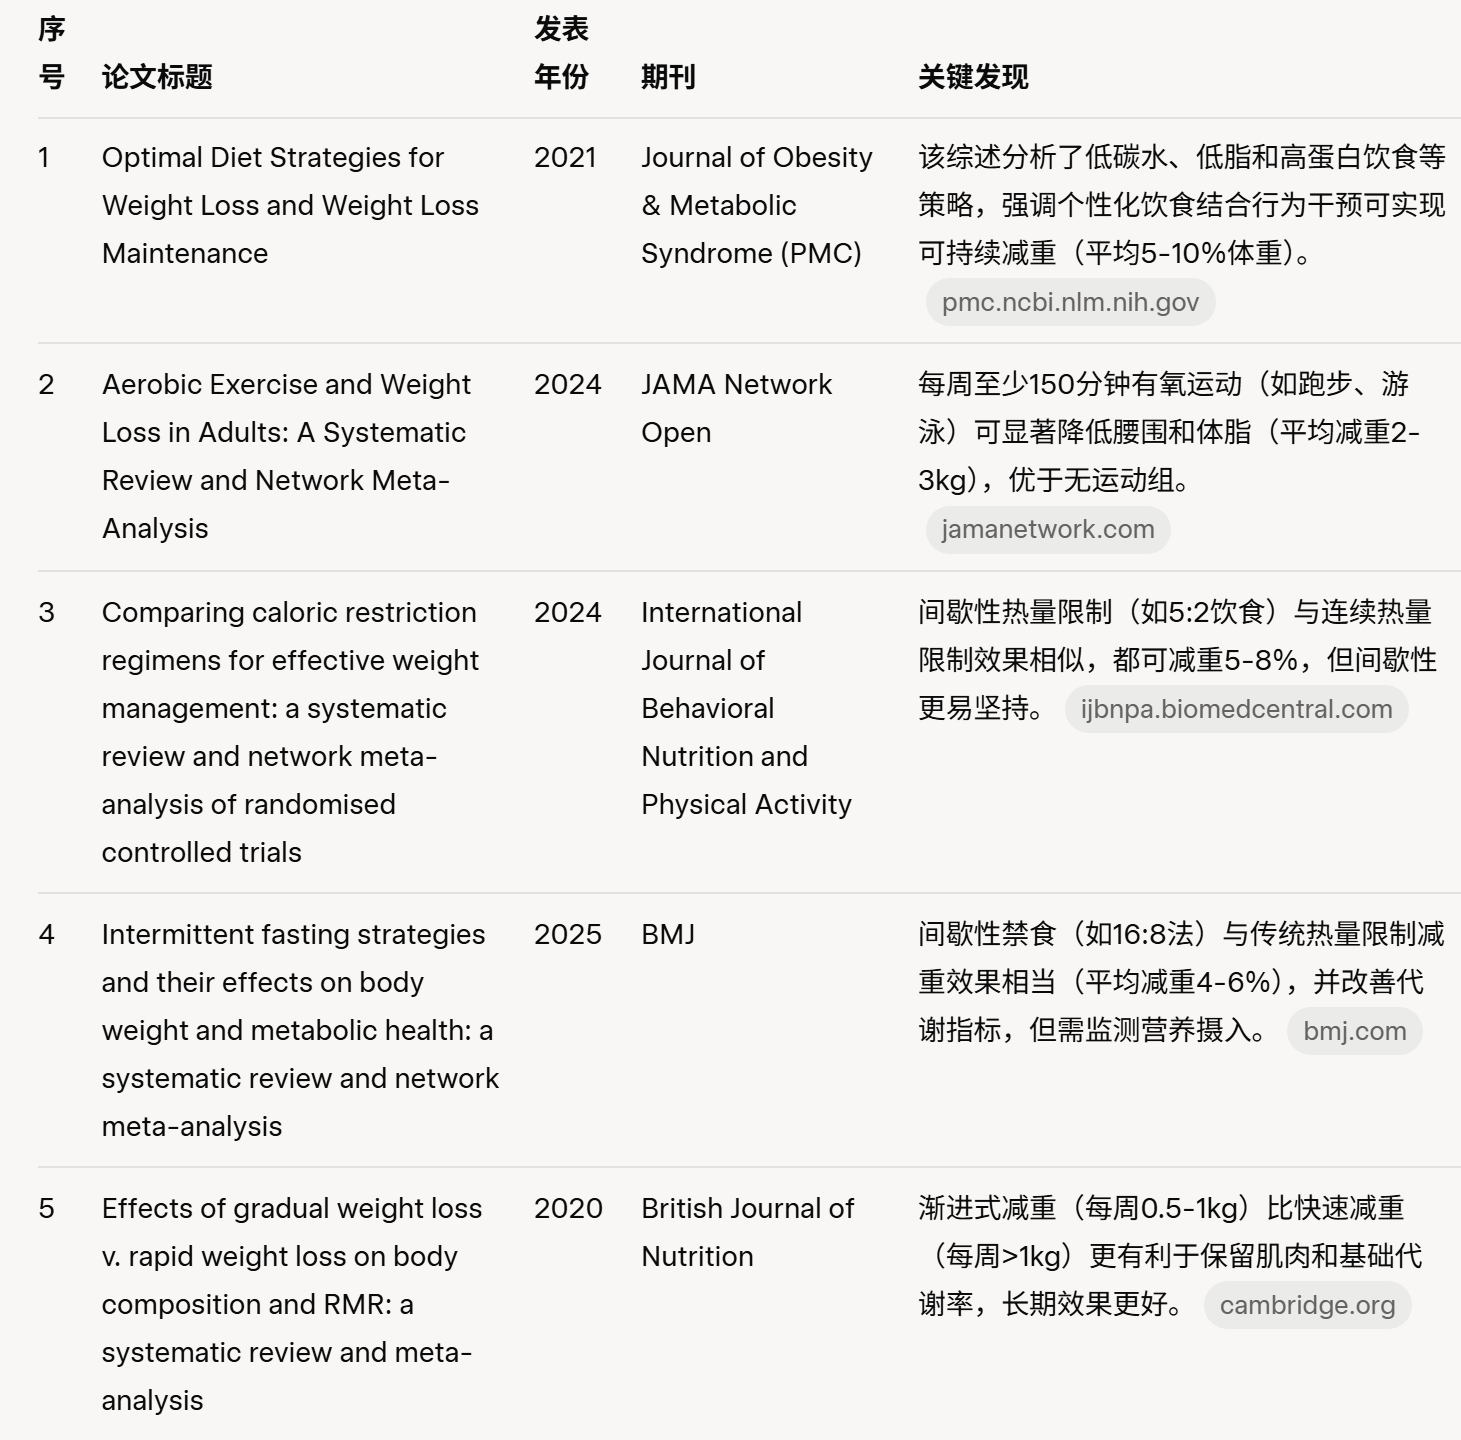 序
号
论文标题
发表
年份
期刊
关键发现
1
Optimal Diet Strategies for
Weight Loss and Weight Loss
Maintenance
2021
Journal of Obesity
& Metabolic
Syndrome (PMC)
该综述分析了低碳水、低脂和高蛋白饮食等
策略，强调个性化饮食结合行为干预可实现
可持续减重（平均5-10%体重）。
pmc.ncbi.nlm.nih.gov
2
Aerobic Exercise and Weight
Loss in Adults: A Systematic
Review and Network Meta-
Analysis
2024
JAMA Network
Open
每周至少150分钟有氧运动（如跑步、游
泳）可显著降低腰围和体脂（平均减重2-
3kg），优于无运动组。
jamanetwork.com
3
Comparing caloric restriction
regimens for effective weight
management: a systematic
review and network meta-
analysis of randomised
controlled trials
2024
International
Journal of
Behavioral
Nutrition and
Physical Activity
间歇性热量限制（如5:2饮食）与连续热量
限制效果相似，都可减重5-8%，但间歇性
更易坚持。 ijbnpa.biomedcentral.com
4
Intermittent fasting strategies
and their effects on body
weight and metabolic health: a
systematic review and network
meta-analysis
2025
BMJ
间歇性禁食（如16:8法）与传统热量限制减
重效果相当（平均减重4-6%），并改善代
谢指标，但需监测营养摄入。 bmj.com
5
Effects of gradual weight loss
v. rapid weight loss on body
composition and RMR: a
systematic review and meta-
analysis
2020
British Journal of
Nutrition
渐进式减重（每周0.5-1kg）比快速减重
（每周>1kg）更有利于保留肌肉和基础代
谢率，长期效果更好。 cambridge.org